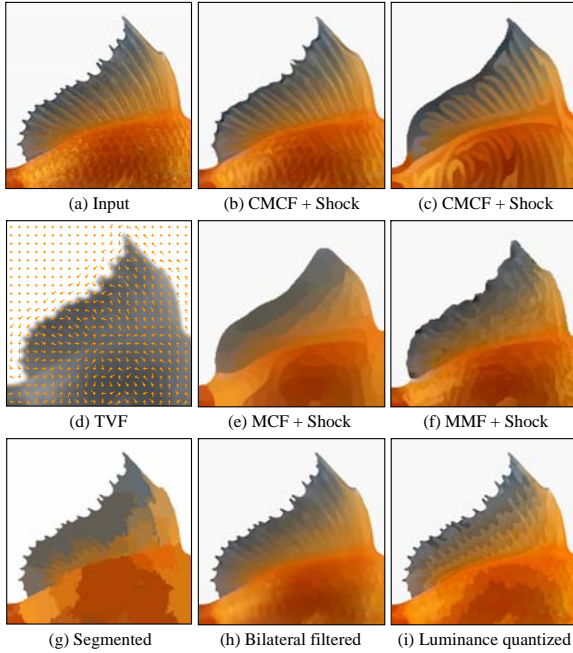 (a) Input
(b) CMCF + Shock
(c) CMCF + Shock
(d) TVF
(e) MCF + Shock
(f) MMF + Shock
(g) Segmented
(h) Bilateral filtered
(i) Luminance quantized